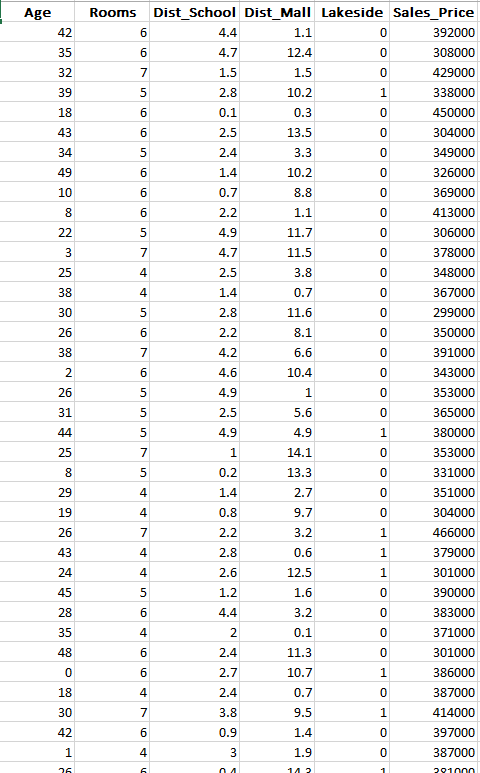 Age Rooms Dist_School Dist_Mall Lakeside Sales_Price
42 6 4.4 1.1 0 392000
35 6 4.7 12.4 0 308000
32 7 1.5 1.5 0 429000
39 5 2.8 10.2 1 338000
18 6 0.1 0.3 0 450000
43 6 2.5 13.5 0 304000
34 5 2.4 3.3 0 349000
49 6 1.4 10.2 0 326000
10 6 0.7 8.8 0 369000
8 6 2.2 1.1 0 413000
22 5 4.9 11.7 0 306000
3 7 4.7 11.5 0 378000
25 4 2.5 3.8 0 348000
38 4 1.4 0.7 0 367000
30 5 2.8 11.6 0 299000
26 6 2.2 8.1 0 350000
38 7 4.2 6.6 0 391000
2 6 4.6 10.4 0 343000
26 5 4.9 1 0 353000
31 5 2.5 5.6 0 365000
44 5 4.9 4.9 1 380000
25 7 1 14.1 0 353000
8 5 0.2 13.3 0 331000
29 4 1.4 2.7 0 351000
19 4 0.8 9.7 0 304000
26 7 2.2 3.2 1 466000
43 4 2.8 0.6 1 379000
24 4 2.6 12.5 1 301000
45 5 1.2 1.6 0 390000
28 6 4.4 3.2 0 383000
35 4 2 0.1 0 371000
48 6 2.4 11.3 0 301000
0 6 2.7 10.7 1 386000
18 4 2.4 0.7 0 387000
30 7 3.8 9.5 1 414000
42 6 0.9 1.4 0 397000
1 4 3 1.9 0 387000
26 6 0.4 14.3 1 381000